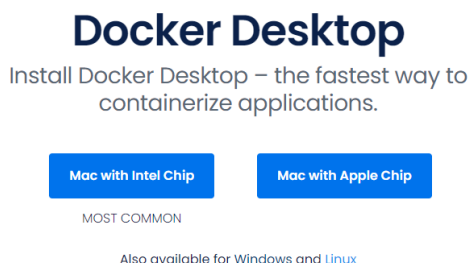 Docker Desktop
Install Docker Desktop – the fastest way to
containerize applications.
Mac with Intel Chip
Mac with Apple Chip
MOST COMMON
Also available for Windows and Linux